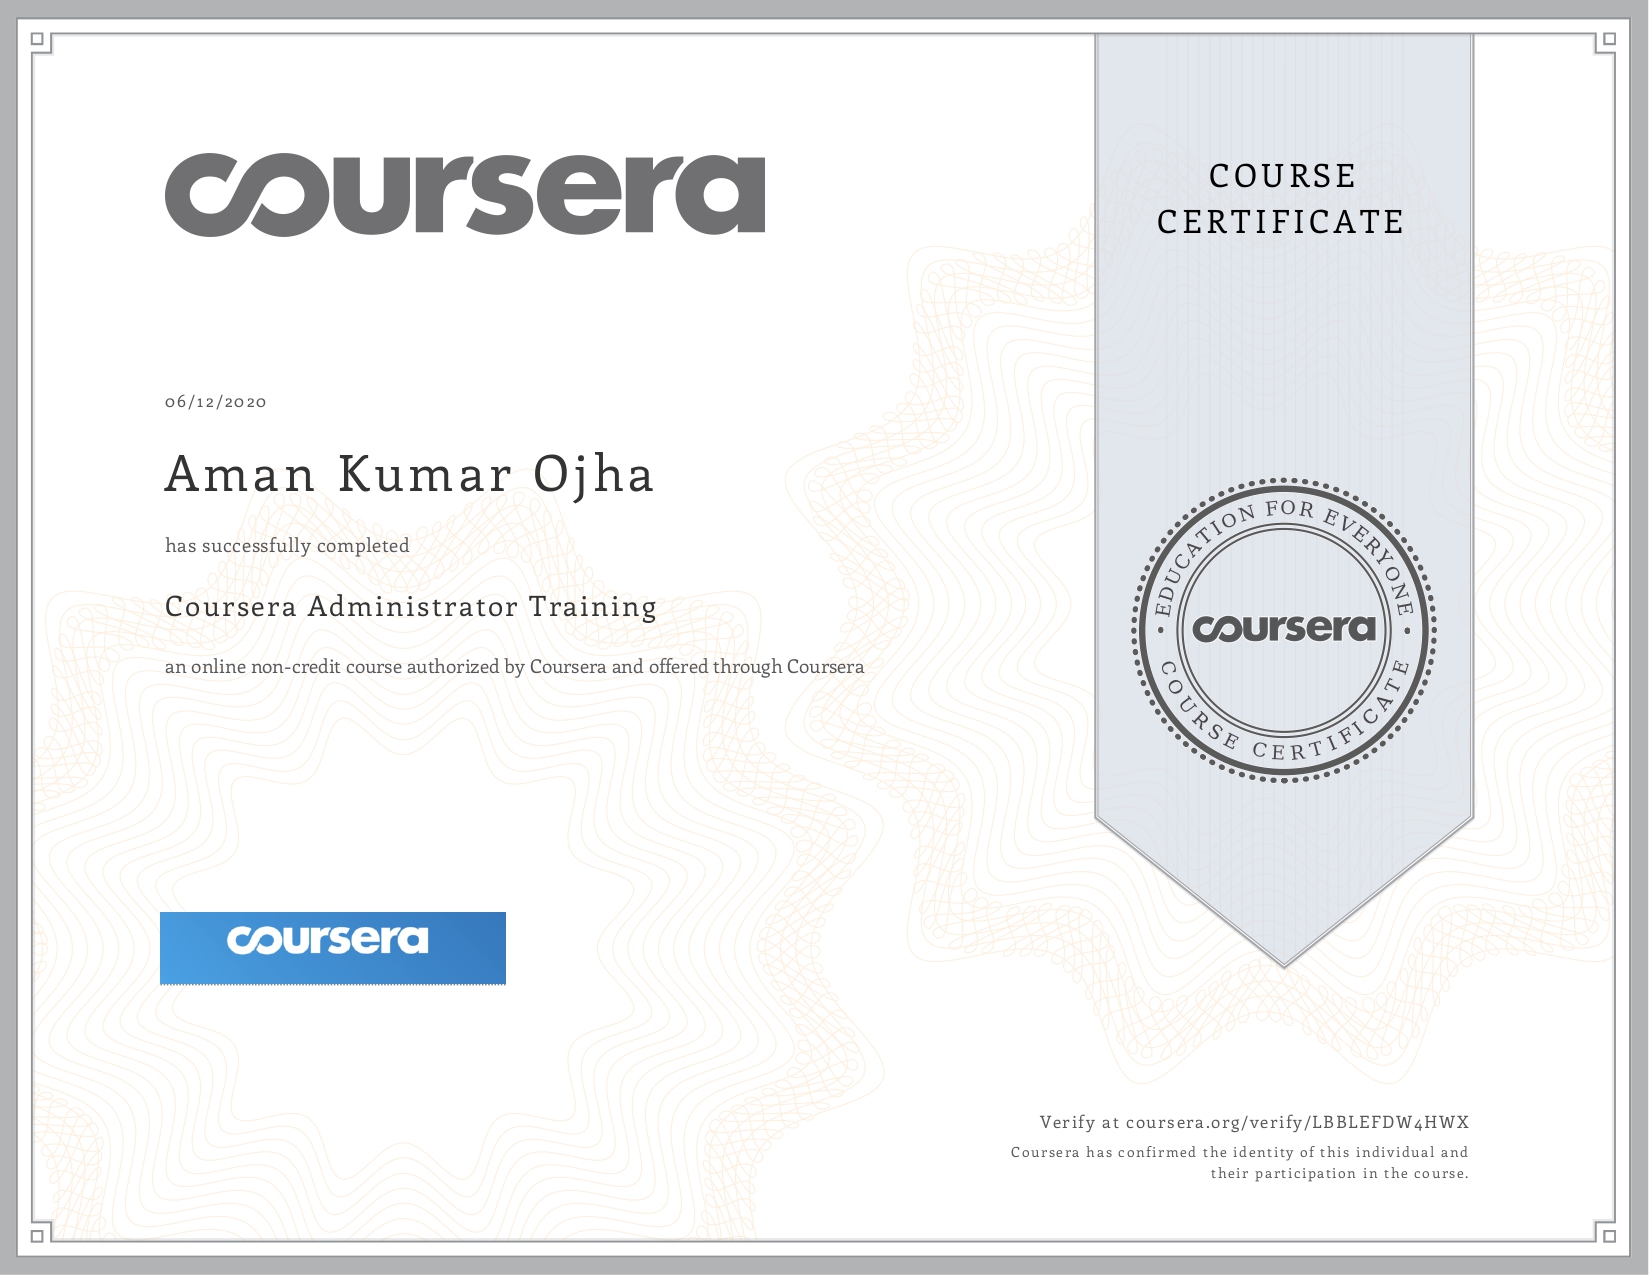 coursera
COURSE
CERTIFICATE
06/12/2020
Aman Kumar Ojha
has successfully completed
Coursera Administrator Training
an online non-credit course authorized by Coursera and offered through Coursera
EDUCATION FOR EVERYONE
coursera
COURSE CERTIFICATE
coursera
Verify at coursera.org/verify/LBBLEFDW4HWX
Coursera has confirmed the identity of this individual and
their participation in the course.